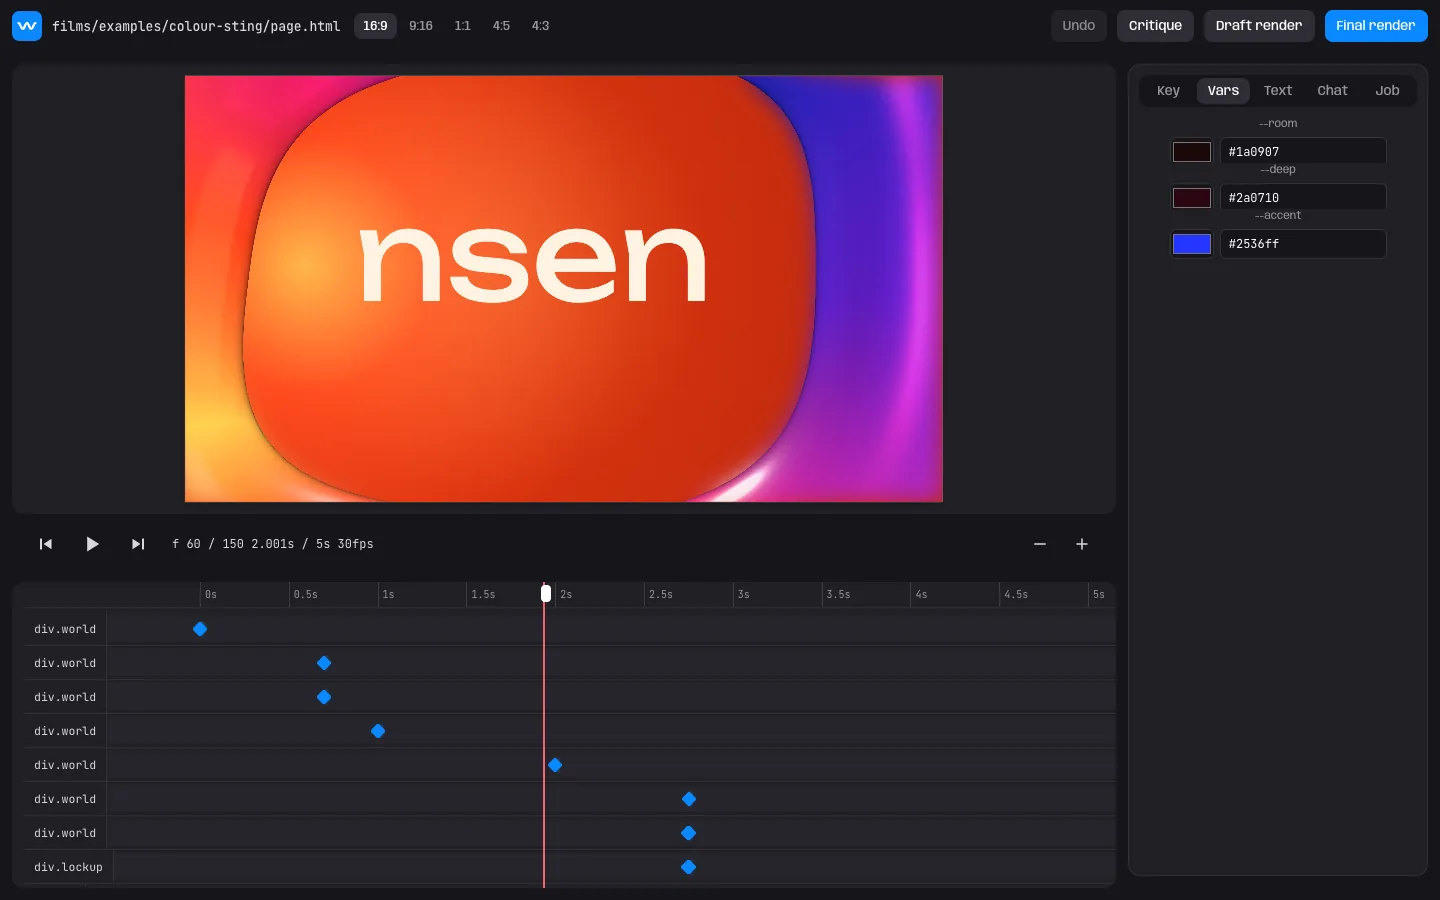 films/examples/colour-sting/page.html 16:9 9:16 1:1 4:5 4:3 Undo Critique Draft render Final render
nsen
Key Vars Text Chat Job
--room
#1a0907
--deep
#2a0710
--accent
#2536ff
f 60 / 150 2.001s / 5s 30fps
0s 0.5s 1s 1.5s 2s 2.5s 3s 3.5s 4s 4.5s 5s
div.world
div.world
div.world
div.world
div.world
div.world
div.world
div.lockup